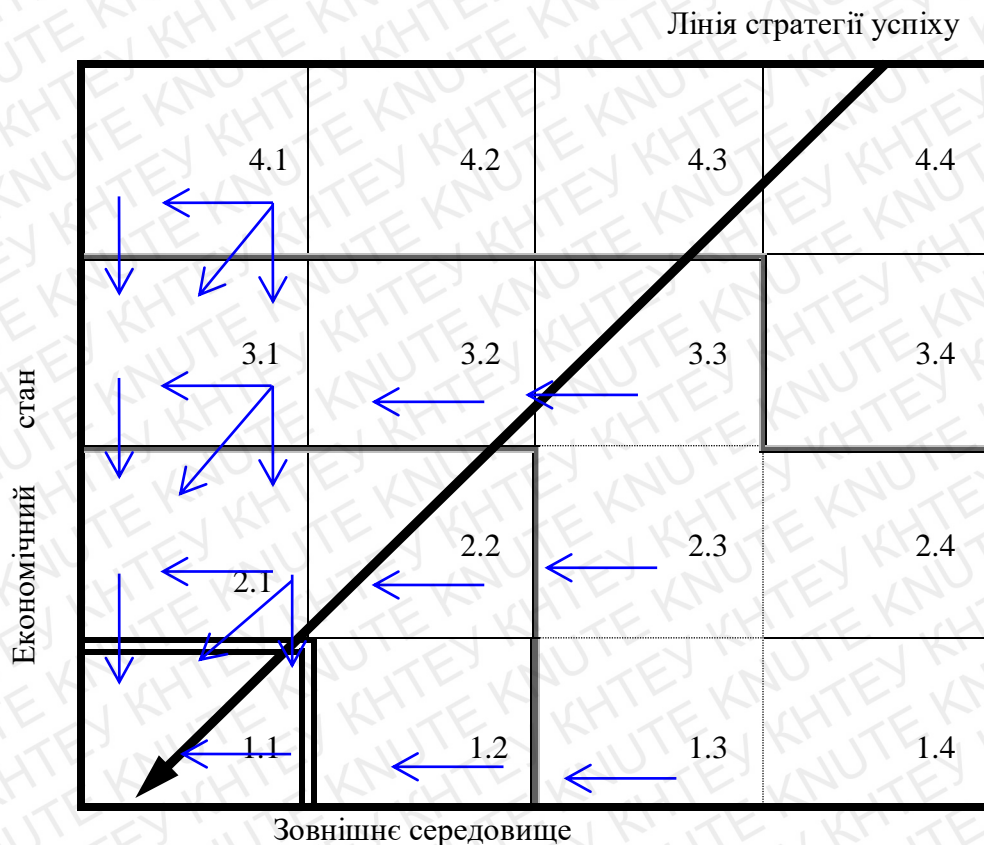 Лінія стратегії успіху
4.1 4.2 4.3 4.4
3.1 3.2 3.3 3.4
2.1 2.2 2.3 2.4
1.1 1.2 1.3 1.4
Економічний стан
Зовнішнє середовище